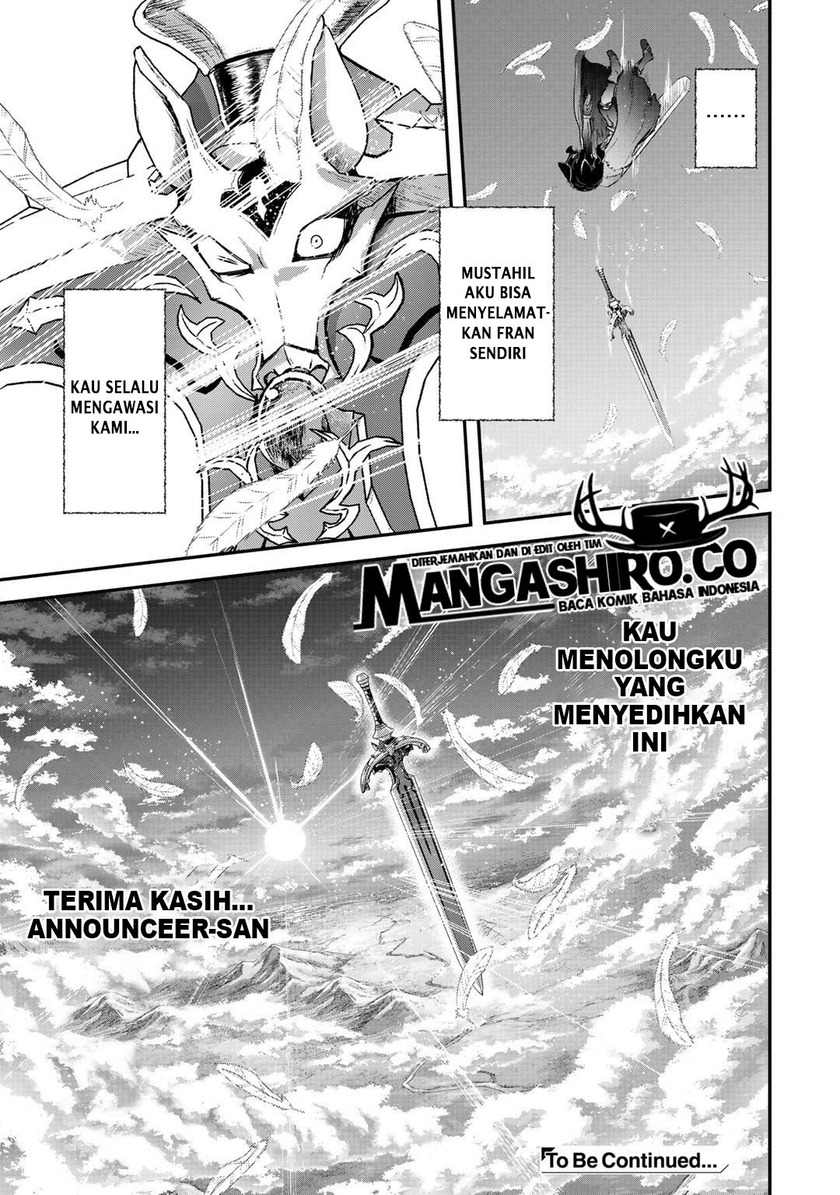 ......
MUSTAHIL
AKU BISA
MENYELAMAT-
KAN FRAN
SENDIRI
KAU SELALU
MENGAWASI
KAMI...
DITERJEMAHKAN DAN DI EDIT OLEH TIM
MANGASHIRO.CO
BACA KOMIK BAHASA INDONESIA
KAU
MENOLONGKU
YANG
MENYEDIHKAN
INI
TERIMA KASIH...
ANNOUNCEER-SAN
To Be Continued...